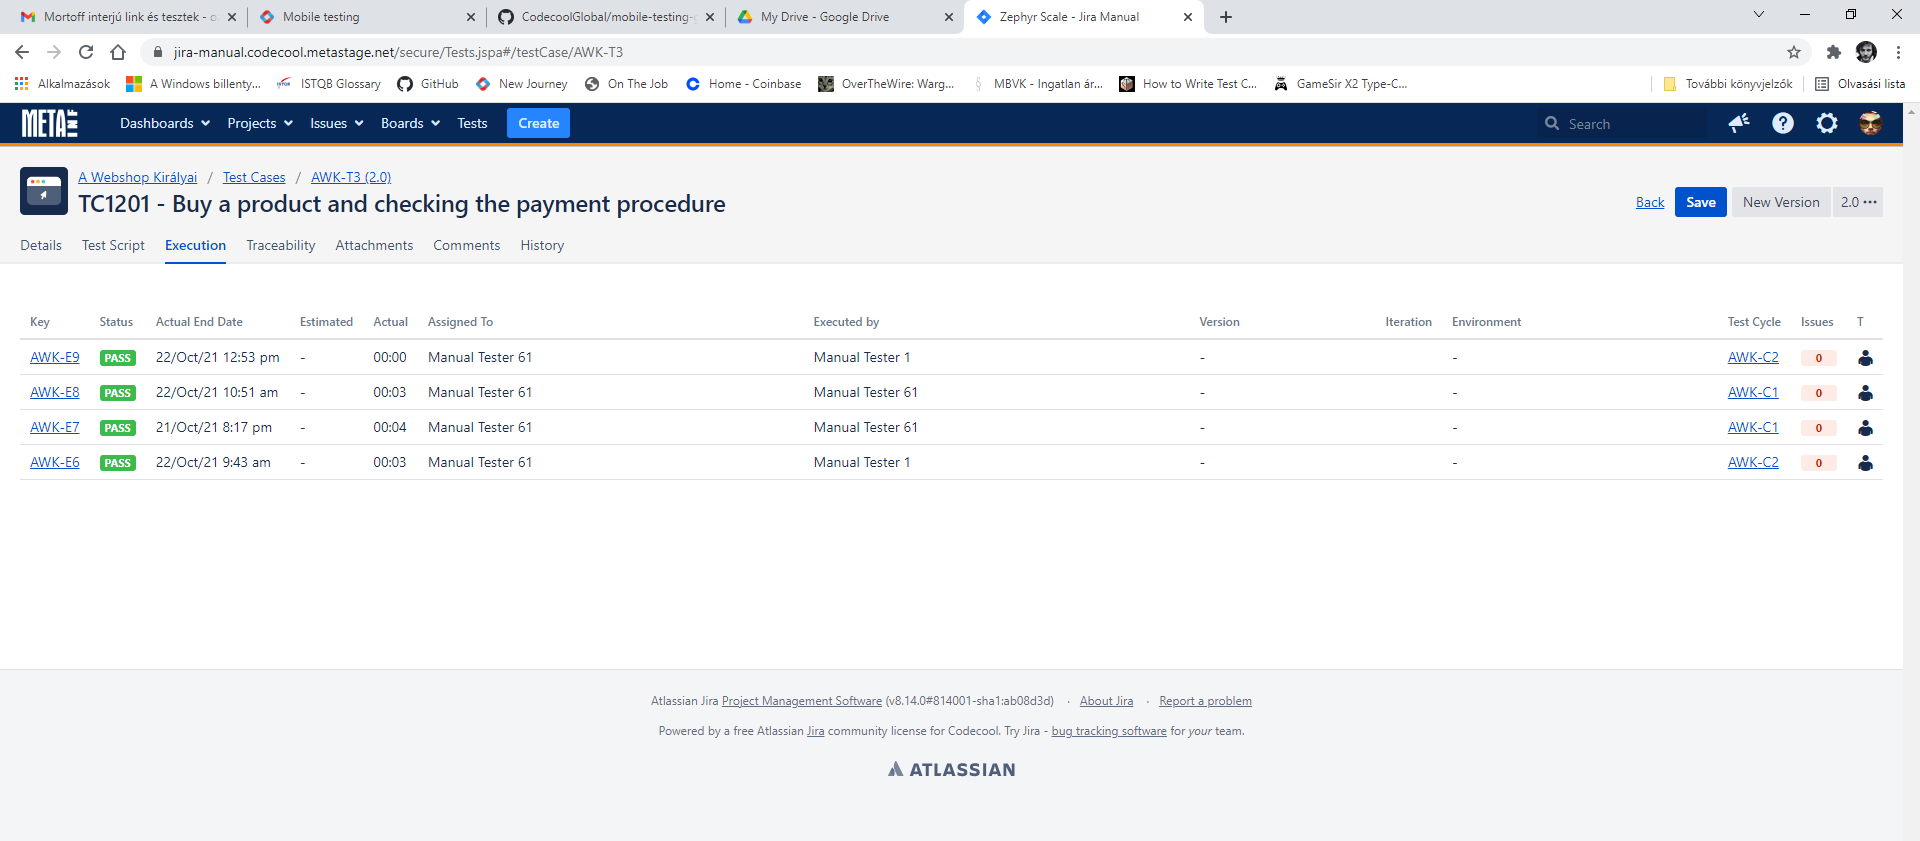 Mortoff interjú link és tesztek - o
Mobile testing
CodecoolGlobal/mobile-testing-
My Drive - Google Drive
Zephyr Scale - Jira Manual
jira-manual.codecool.metastage.net/secure/Tests.jspa#/testCase/AWK-T3
Alkalmazások A Windows billenty... ISTQB Glossary GitHub New Journey On The Job Home - Coinbase OverTheWire: Warg... MBVK - Ingatlan ár... How to Write Test C... GameSir X2 Type-C... További könyvjelzők Olvasási lista
META INF Dashboards Projects Issues Boards Tests Create Search
A Webshop Királyai / Test Cases / AWK-T3 (2.0)
TC1201 - Buy a product and checking the payment procedure
Back Save New Version 2.0 •••
Details Test Script Execution Traceability Attachments Comments History
Key Status Actual End Date Estimated Actual Assigned To Executed by Version Iteration Environment Test Cycle Issues T
AWK-E9 PASS 22/Oct/21 12:53 pm - 00:00 Manual Tester 61 Manual Tester 1 - - AWK-C2 0
AWK-E8 PASS 22/Oct/21 10:51 am - 00:03 Manual Tester 61 Manual Tester 61 - - AWK-C1 0
AWK-E7 PASS 21/Oct/21 8:17 pm - 00:04 Manual Tester 61 Manual Tester 61 - - AWK-C1 0
AWK-E6 PASS 22/Oct/21 9:43 am - 00:03 Manual Tester 61 Manual Tester 1 - - AWK-C2 0
Atlassian Jira Project Management Software (v8.14.0#814001-sha1:ab08d3d) · About Jira · Report a problem
Powered by a free Atlassian Jira community license for Codecool. Try Jira - bug tracking software for your team.
ATLASSIAN